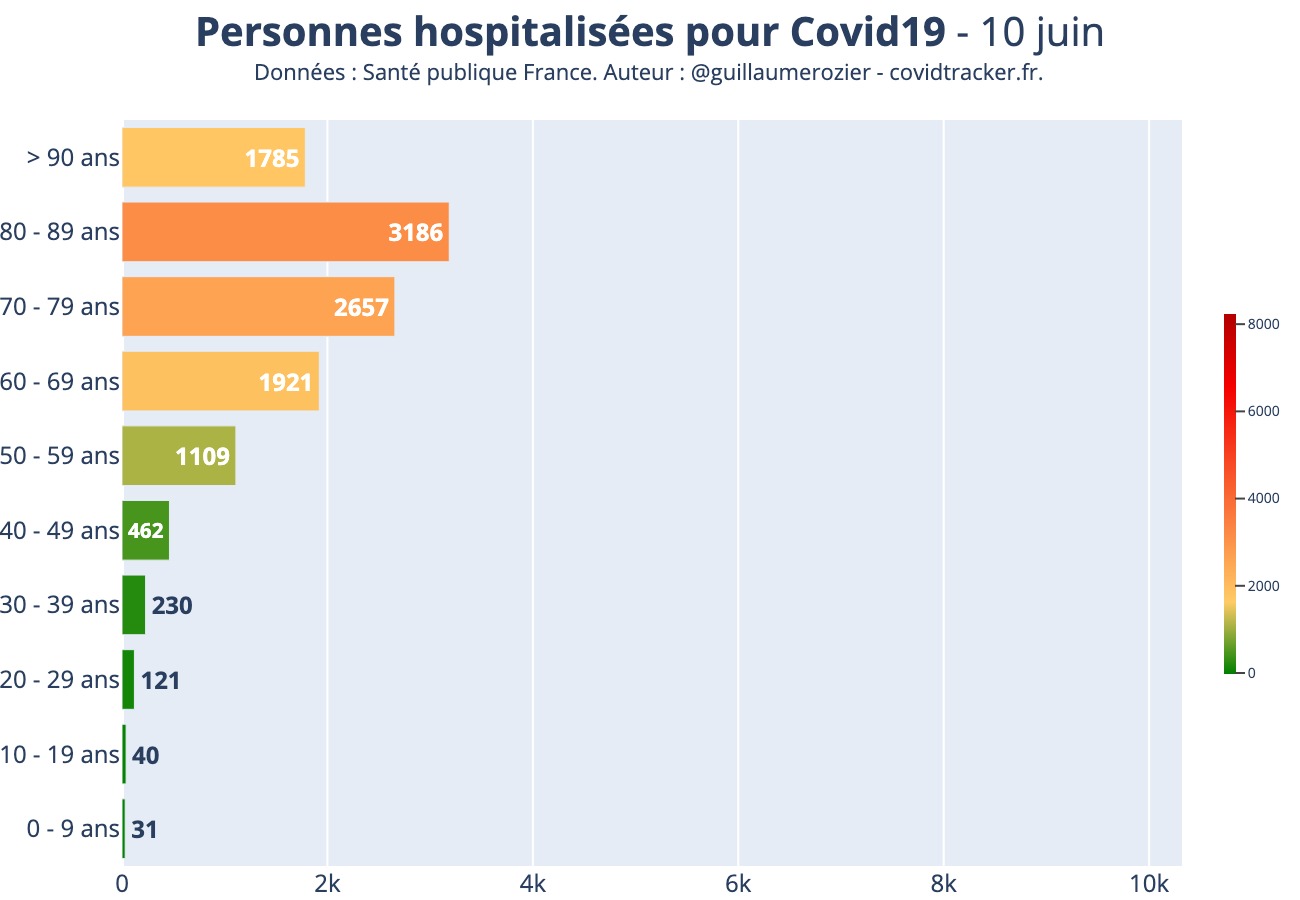 Personnes hospitalisées pour Covid19 - 10 juin
Données : Santé publique France. Auteur : @guillaumerozier - covidtracker.fr.
> 90 ans 1785
80 - 89 ans 3186
70 - 79 ans 2657
60 - 69 ans 1921
50 - 59 ans 1109
40 - 49 ans 462
30 - 39 ans 230
20 - 29 ans 121
10 - 19 ans 40
0 - 9 ans 31
0 2k 4k 6k 8k 10k
8000
6000
4000
2000
0